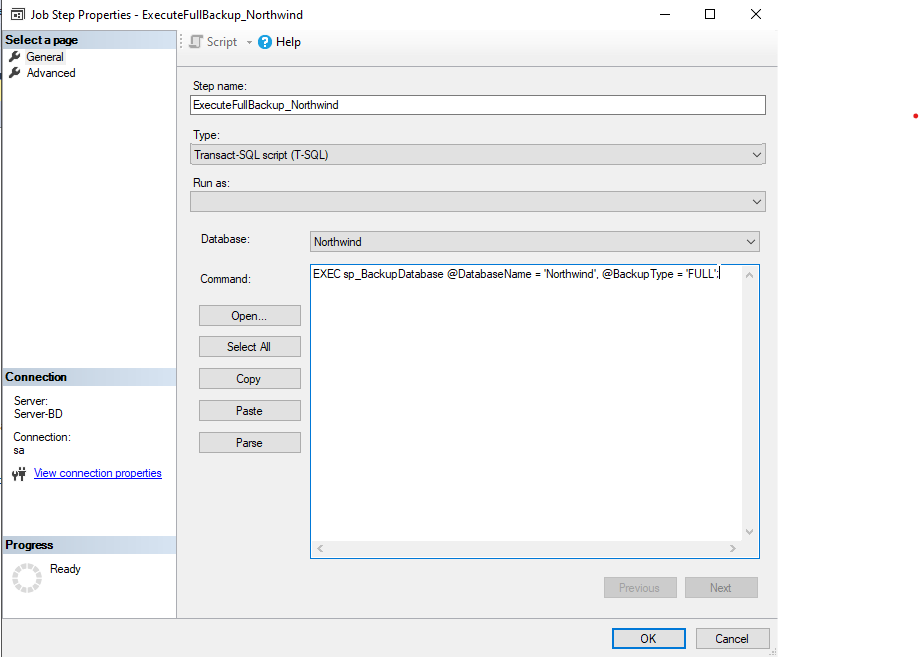 Job Step Properties - ExecuteFullBackup_Northwind
Select a page
General
Advanced
Script
Help
Step name:
ExecuteFullBackup_Northwind
Type:
Transact-SQL script (T-SQL)
Run as:
Database:
Northwind
Command:
EXEC sp_BackupDatabase @DatabaseName = 'Northwind', @BackupType = 'FULL';
Open...
Select All
Copy
Paste
Parse
Connection
Server:
Server-BD
Connection:
sa
View connection properties
Progress
Ready
Previous
Next
OK
Cancel